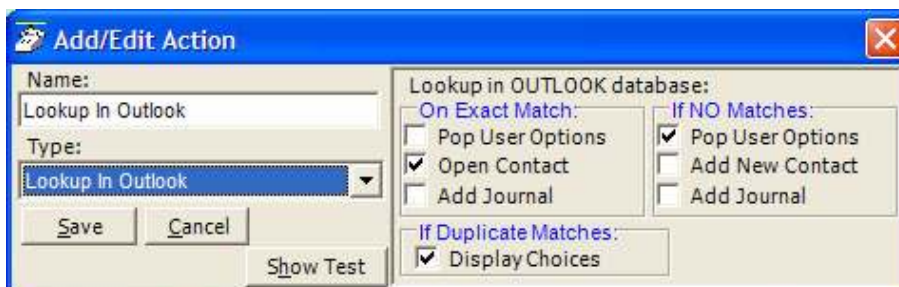 Add/Edit Action
Name:
Lookup In Outlook
Type:
Lookup In Outlook
Save Cancel
Show Test
Lookup in OUTLOOK database:
On Exact Match:
Pop User Options
Open Contact
Add Journal
If NO Matches:
Pop User Options
Add New Contact
Add Journal
If Duplicate Matches:
Display Choices